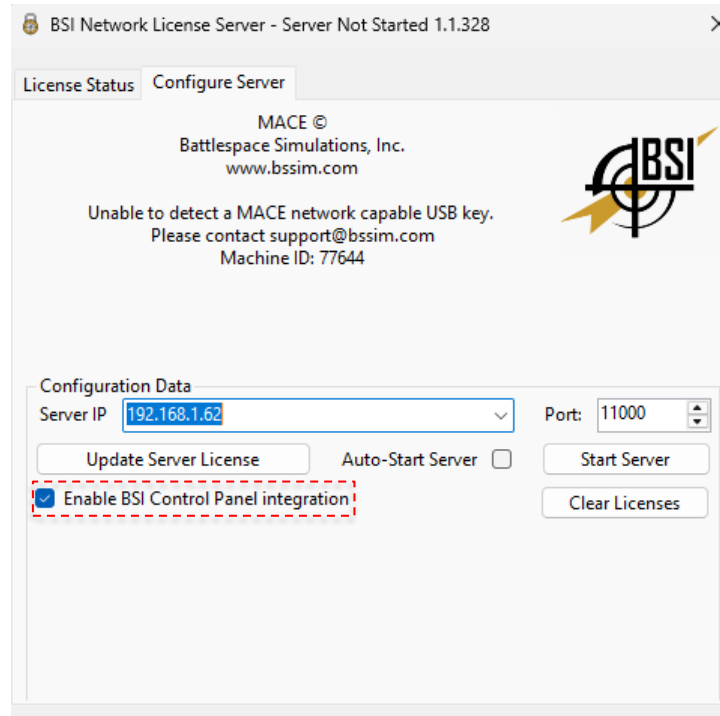 BSI Network License Server - Server Not Started 1.1.328
License Status
Configure Server
MACE ©
Battlespace Simulations, Inc.
www.bssim.com
BSI
Unable to detect a MACE network capable USB key.
Please contact support@bssim.com
Machine ID: 77644
Configuration Data
Server IP 192.168.1.62 Port: 11000
Update Server License Auto-Start Server Start Server
Enable BSI Control Panel integration
Clear Licenses